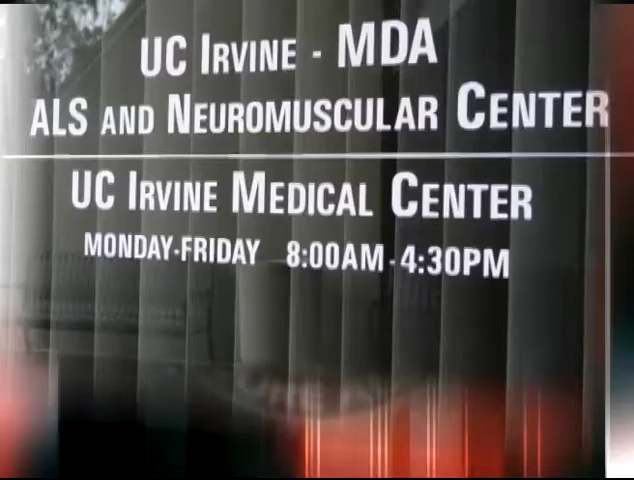 UC IRVINE - MDA
ALS AND NEUROMUSCULAR CENTER
UC IRVINE MEDICAL CENTER
MONDAY-FRIDAY 8:00AM-4:30PM